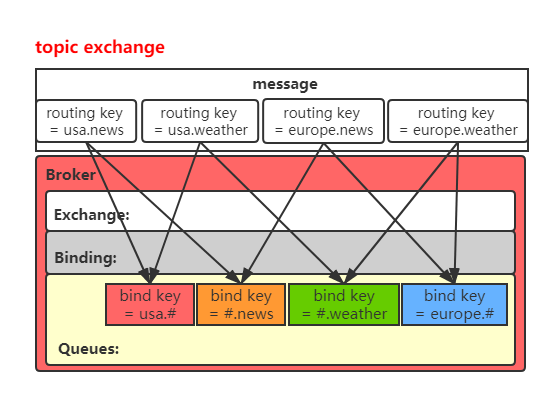 topic exchange
message
routing key
= usa.news
routing key
= usa.weather
routing key
= europe.news
routing key
= europe.weather
Broker
Exchange:
Binding:
bind key
= usa.#
bind key
= #.news
bind key
= #.weather
bind key
= europe.#
Queues: